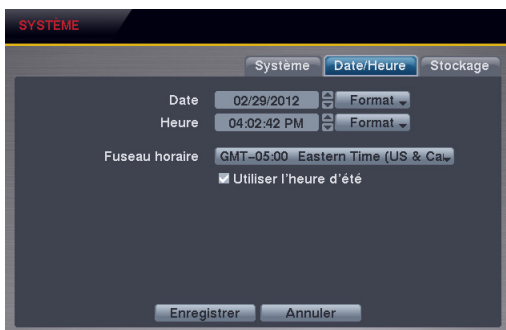 SYSTÈME
Système Date/Heure Stockage
Date 02/29/2012 Format
Heure 04:02:42 PM Format
Fuseau horaire GMT–05:00 Eastern Time (US & Ca
Utiliser l'heure d'été
Enregistrer Annuler